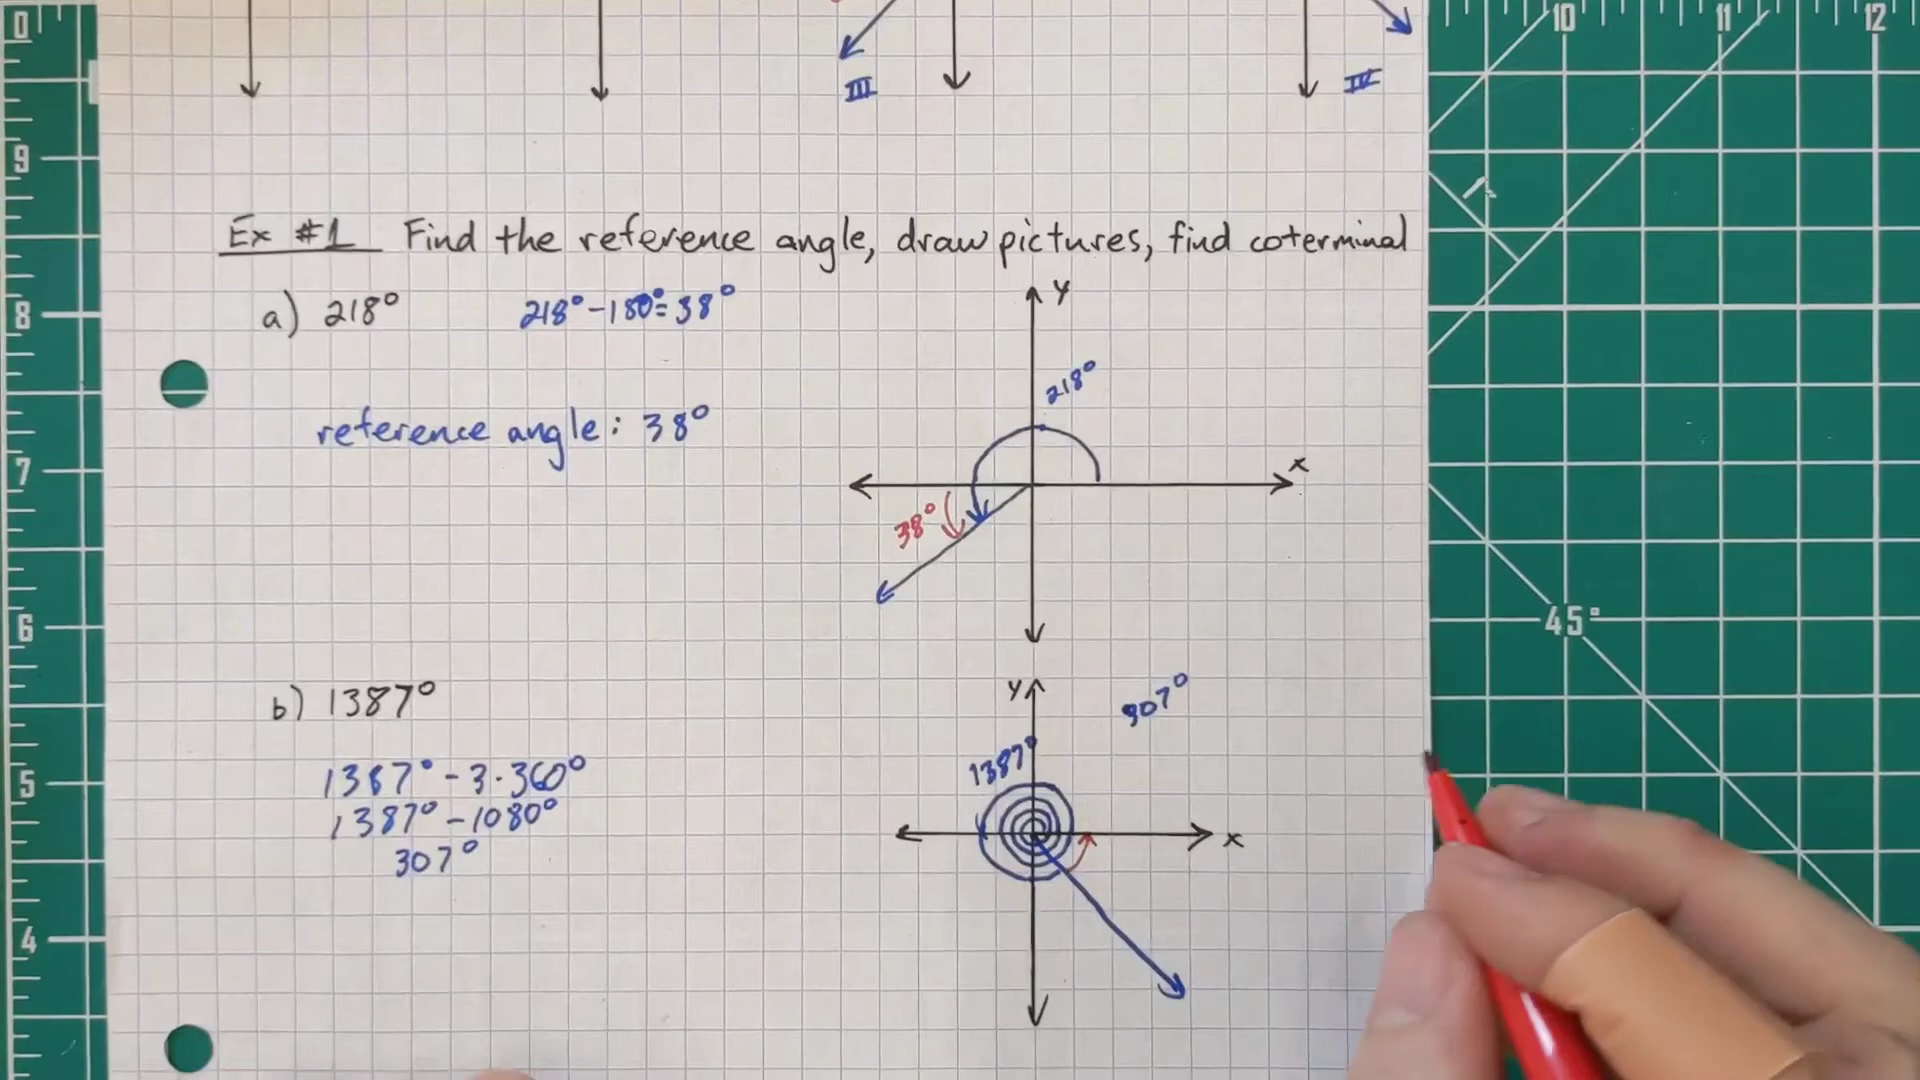 0
10
11
12
III
IV
9
Ex #1 Find the reference angle, draw pictures, find coterminal
a) 218°
218° - 180° = 38°
y
8
218°
reference angle: 38°
x
7
38°
6
45°
b) 1387°
y
307°
1387° - 3·360°
1387°
5
1387° - 1080°
x
307°
4